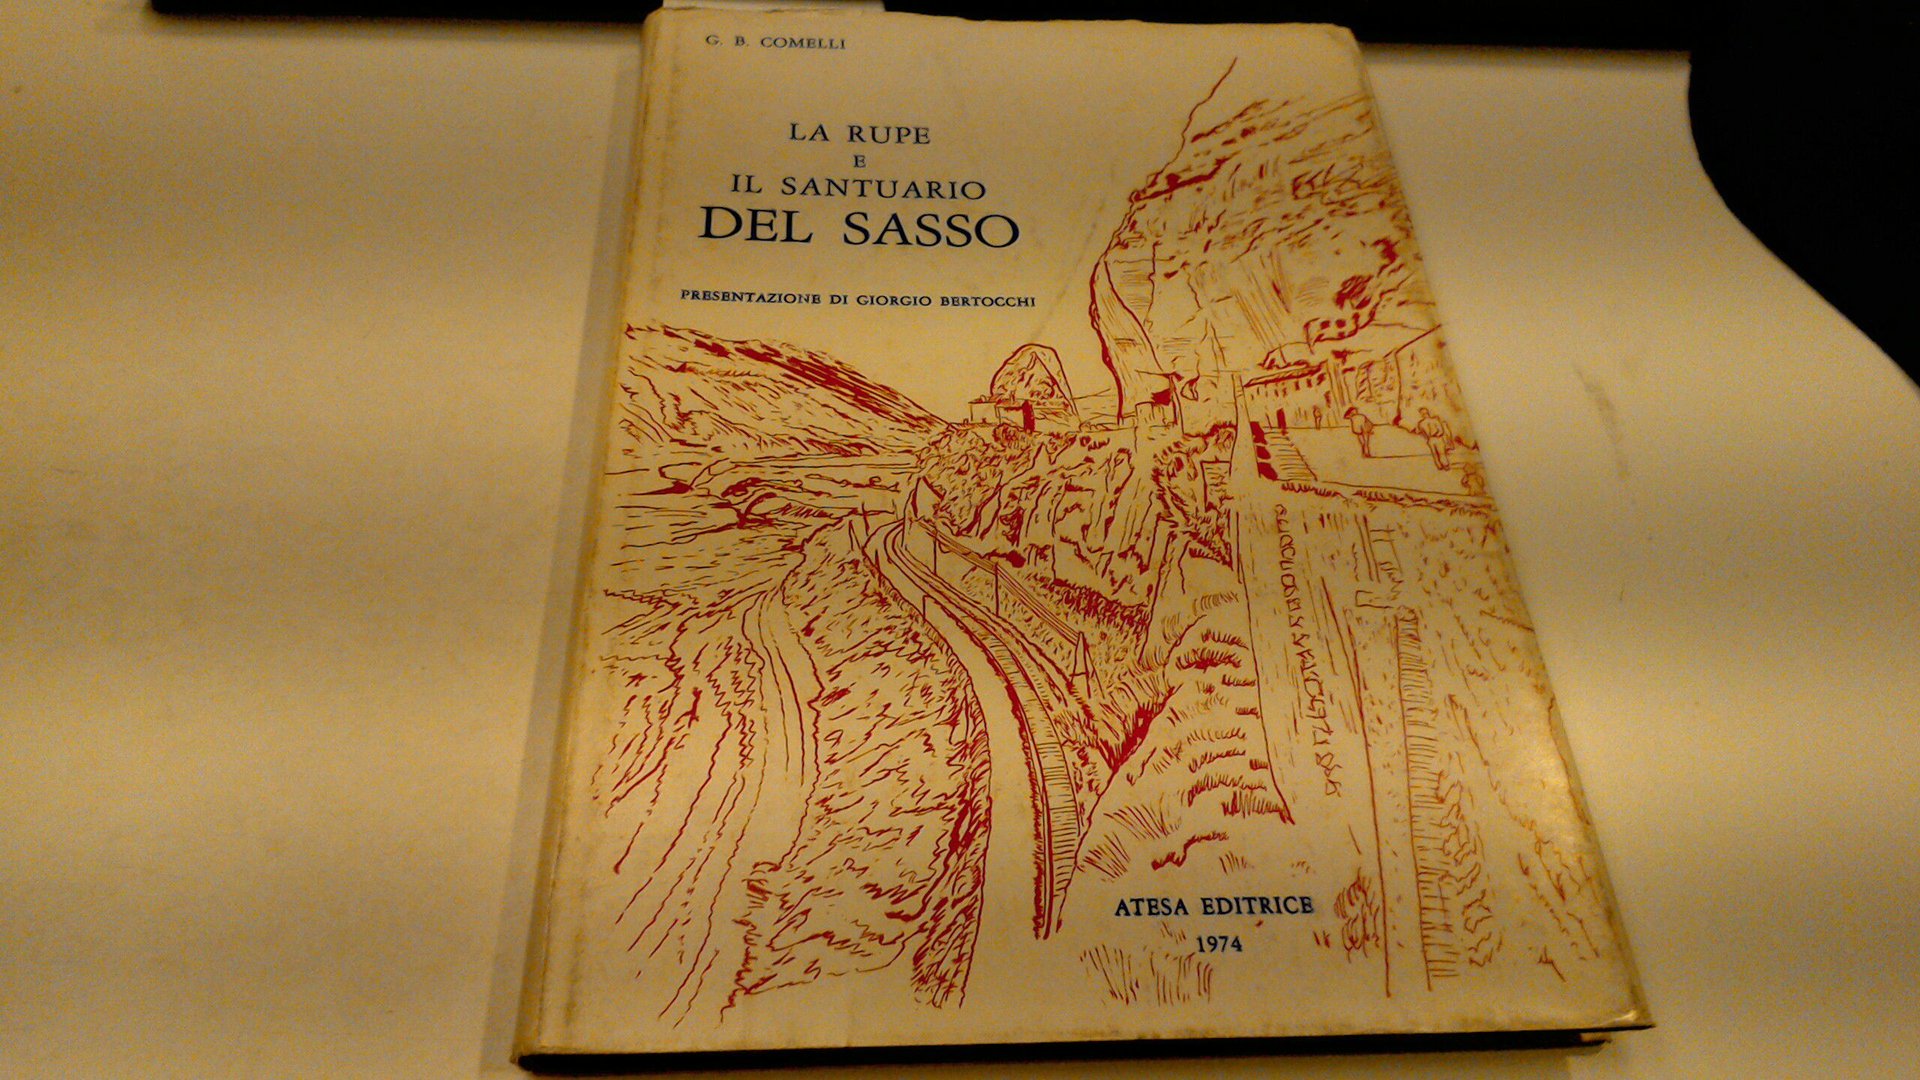 G. B. COMELLI
LA RUPE
E
IL SANTUARIO
DEL SASSO
PRESENTAZIONE DI GIORGIO BERTOCCHI
ATESA EDITRICE
1974